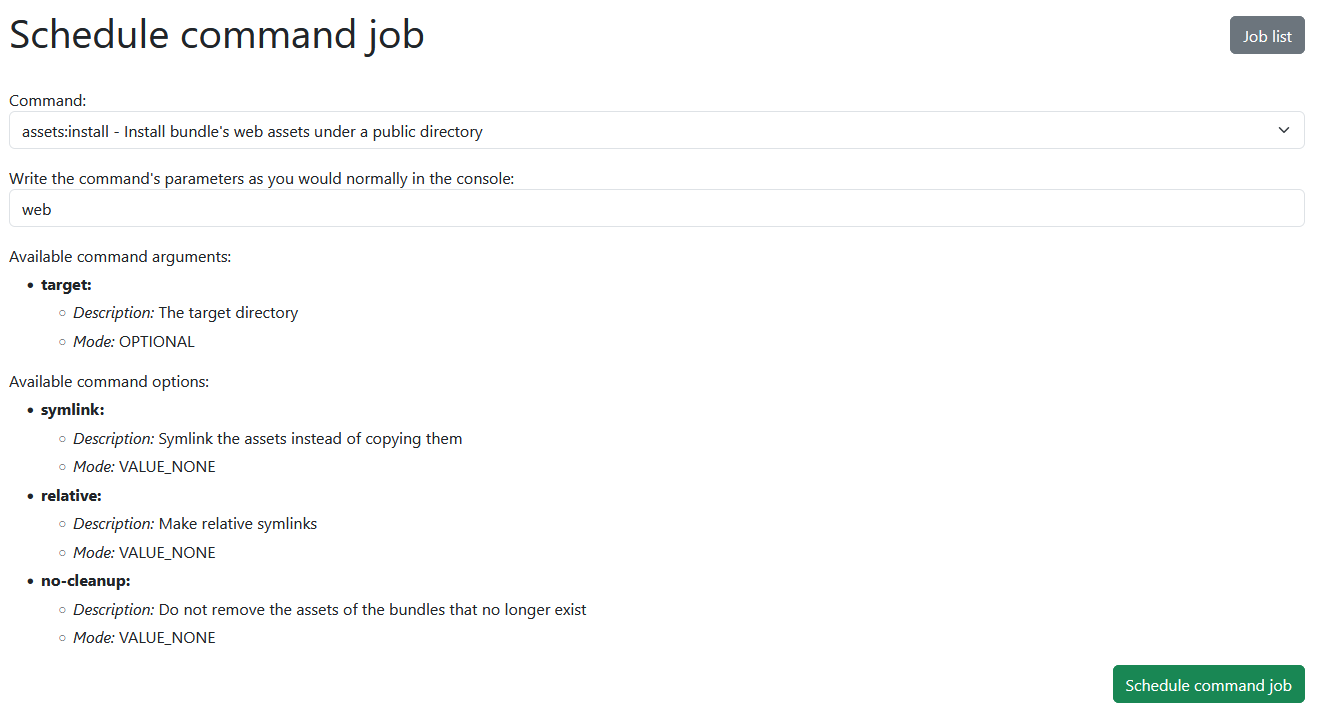 Schedule command job
Job list
Command:
assets:install - Install bundle's web assets under a public directory
Write the command's parameters as you would normally in the console:
web
Available command arguments:
• target:
○ Description: The target directory
○ Mode: OPTIONAL
Available command options:
• symlink:
○ Description: Symlink the assets instead of copying them
○ Mode: VALUE_NONE
• relative:
○ Description: Make relative symlinks
○ Mode: VALUE_NONE
• no-cleanup:
○ Description: Do not remove the assets of the bundles that no longer exist
○ Mode: VALUE_NONE
Schedule command job